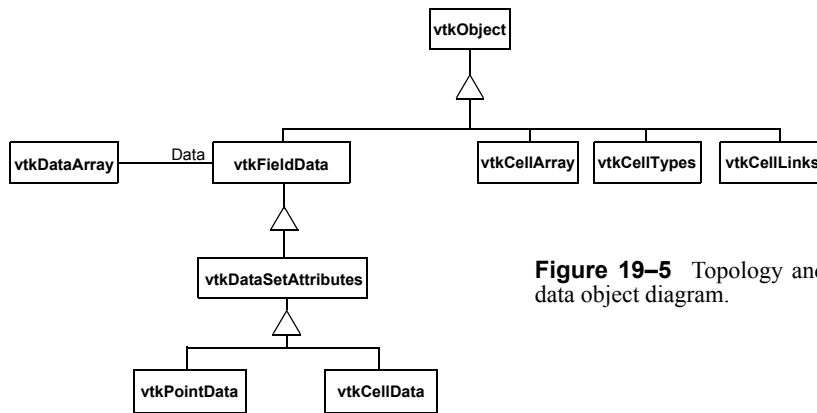 vtkObject
vtkDataArray
Data
vtkFieldData
vtkCellArray
vtkCellTypes
vtkCellLinks
vtkDataSetAttributes
Figure 19–5 Topology and
data object diagram.
vtkPointData
vtkCellData